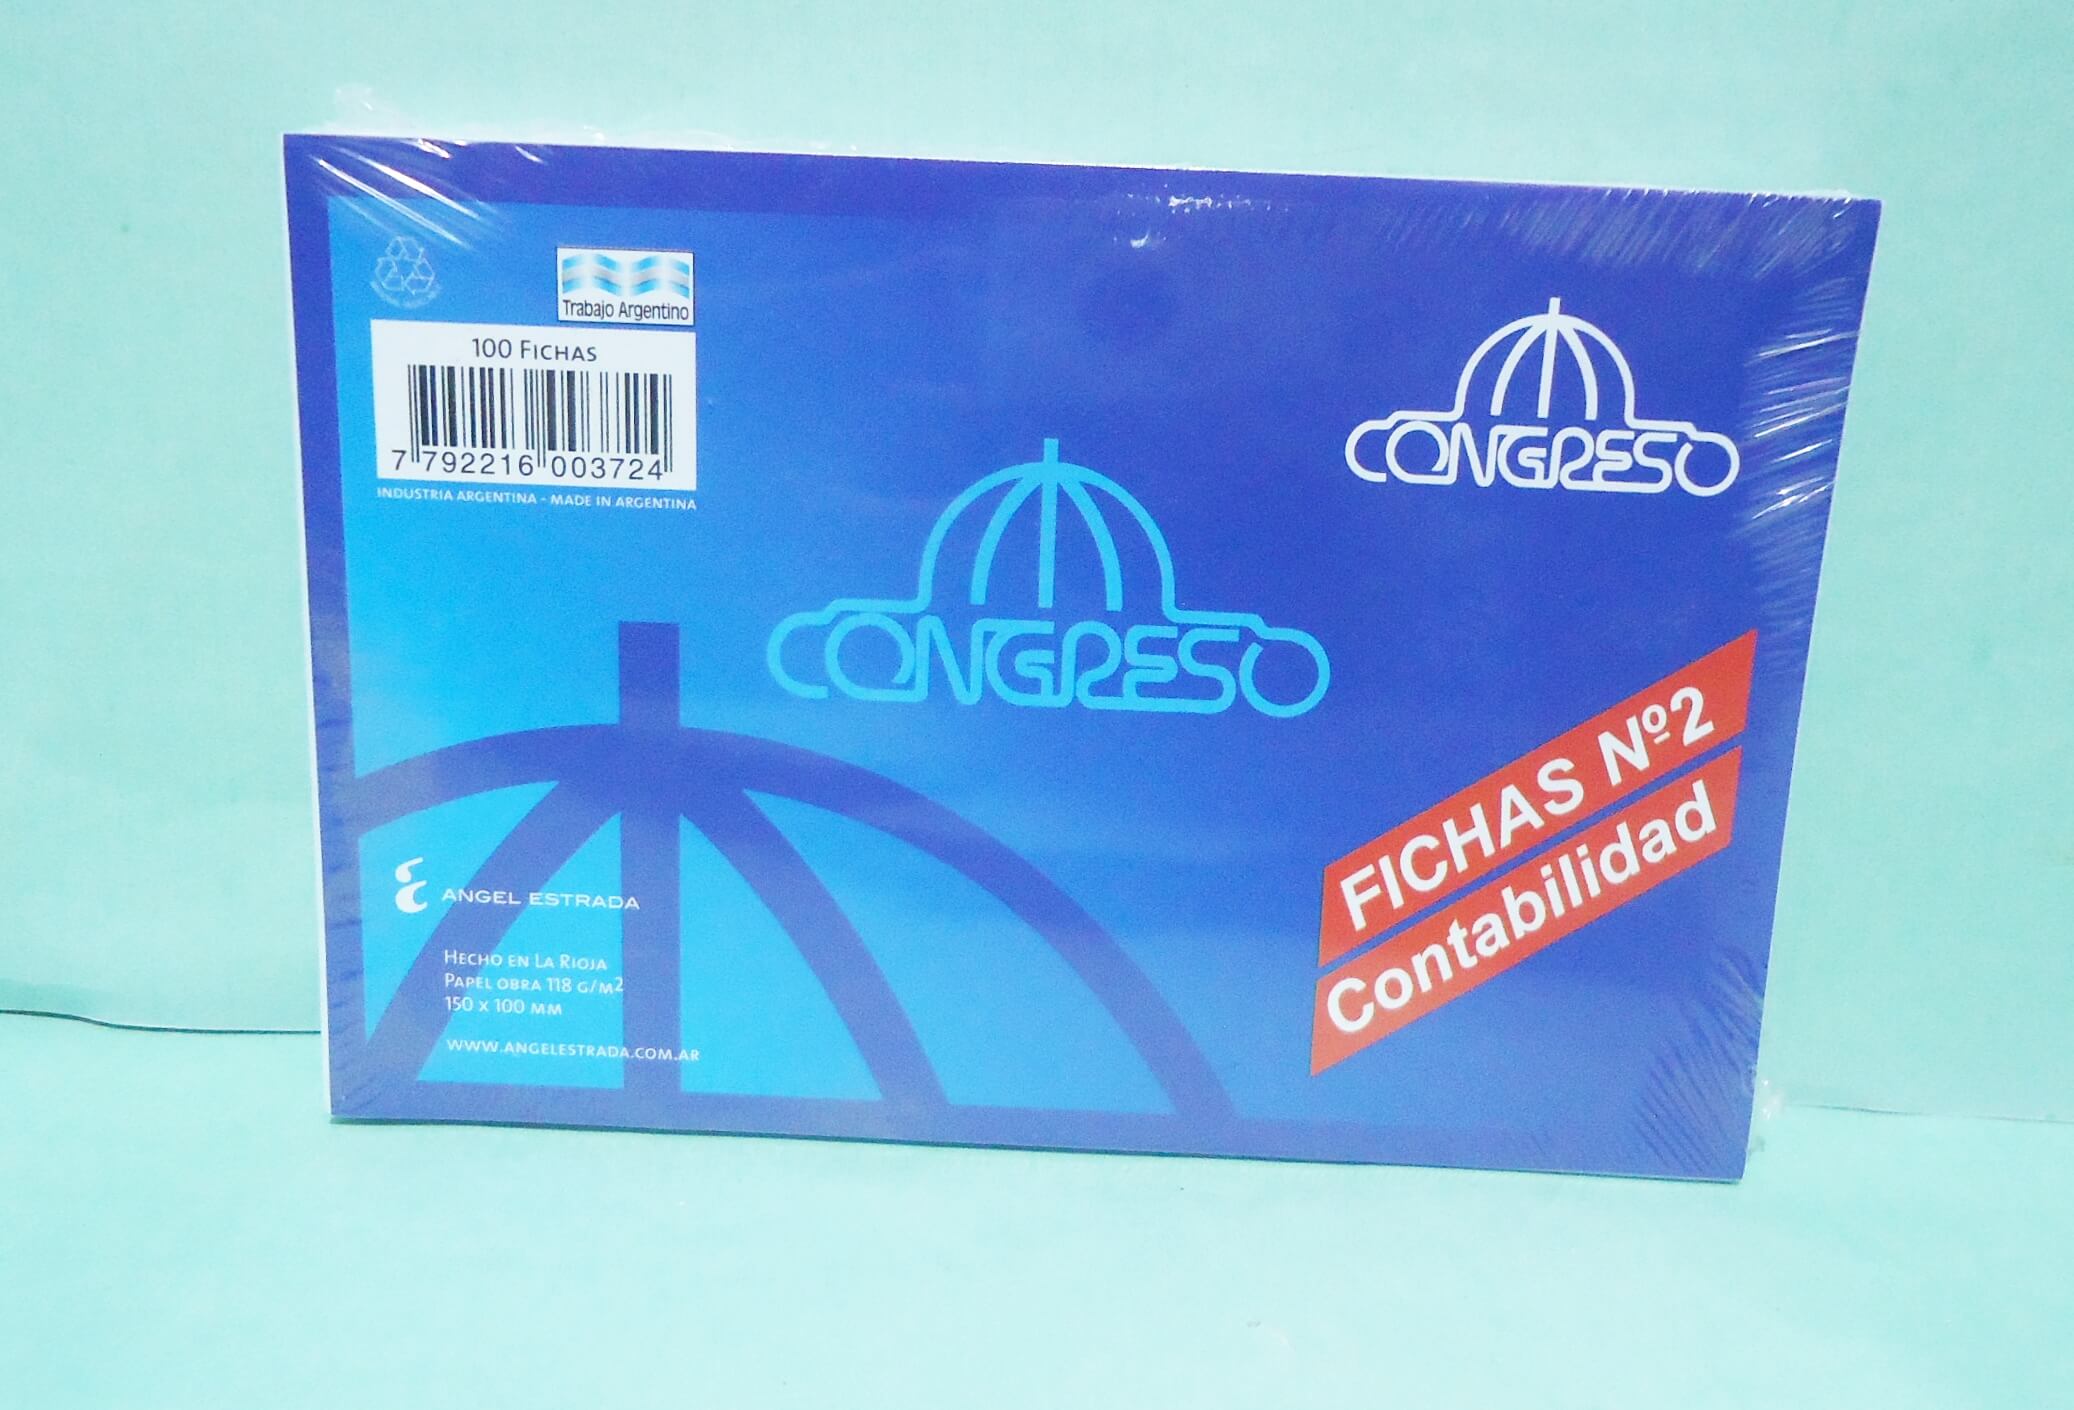 Trabajo Argentino
100 FICHAS
7 792216 003724
INDUSTRIA ARGENTINA - MADE IN ARGENTINA
CONGRESO
CONGRESO
FICHAS Nº2
Contabilidad
ANGEL ESTRADA
HECHO EN LA RIOJA
PAPEL OBRA 118 G/M2
150 X 100 MM
WWW.ANGELESTRADA.COM.AR